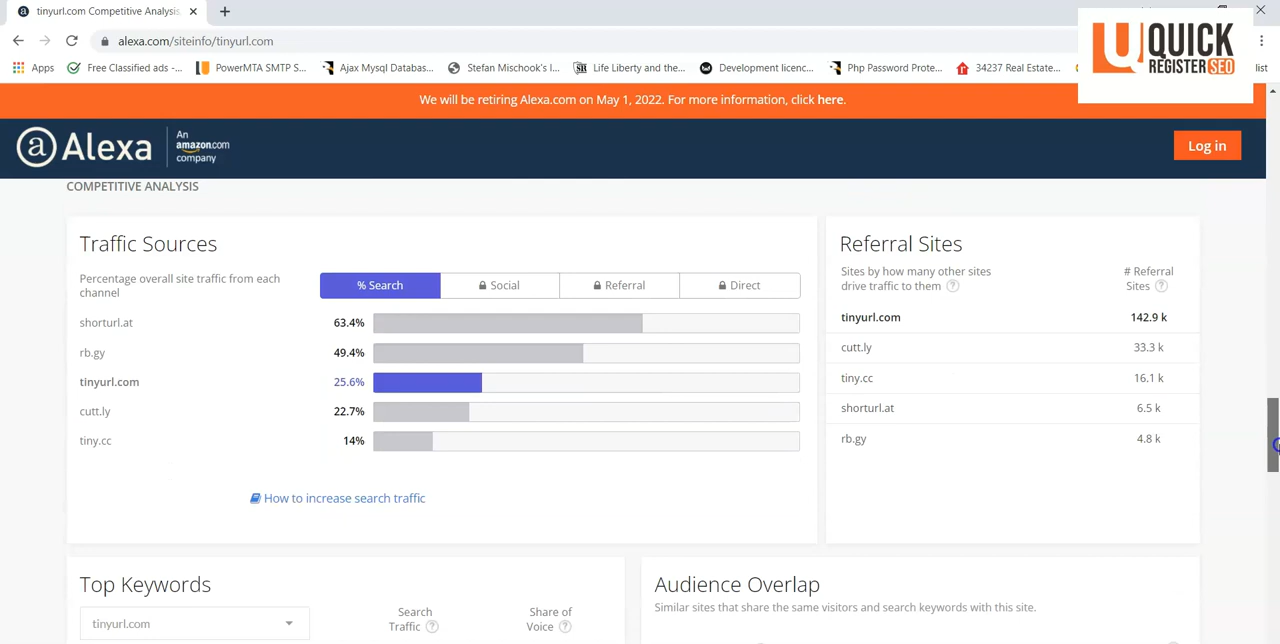 tinyurl.com Competitive Analysis
alexa.com/siteinfo/tinyurl.com
Apps
Free Classified ads -...
PowerMTA SMTP S...
Ajax Mysql Databas...
Stefan Mischook's I...
Life Liberty and the...
Development licenc...
Php Password Prote...
34237 Real Estate...
list
UQUICK
REGISTER SEO
We will be retiring Alexa.com on May 1, 2022. For more information, click here.
a Alexa
An
amazon.com
company
Log in
COMPETITIVE ANALYSIS
Traffic Sources
Percentage overall site traffic from each
channel
% Search
Social
Referral
Direct
shorturl.at 63.4%
rb.gy 49.4%
tinyurl.com 25.6%
cutt.ly 22.7%
tiny.cc 14%
How to increase search traffic
Referral Sites
Sites by how many other sites
drive traffic to them ?
# Referral
Sites ?
tinyurl.com 142.9 k
cutt.ly 33.3 k
tiny.cc 16.1 k
shorturl.at 6.5 k
rb.gy 4.8 k
Top Keywords
tinyurl.com
Search
Traffic ?
Share of
Voice ?
Audience Overlap
Similar sites that share the same visitors and search keywords with this site.